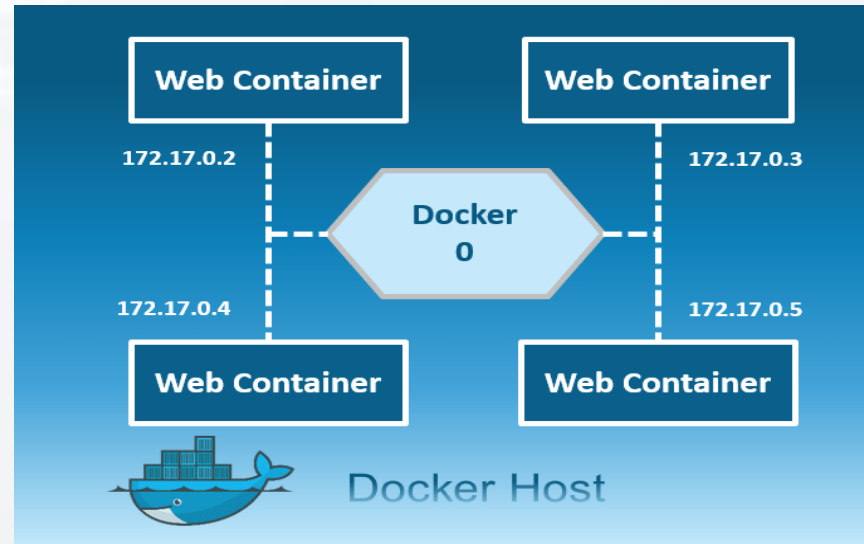 Web Container
Web Container
172.17.0.2
172.17.0.3
Docker
0
172.17.0.4
172.17.0.5
Web Container
Web Container
Docker Host